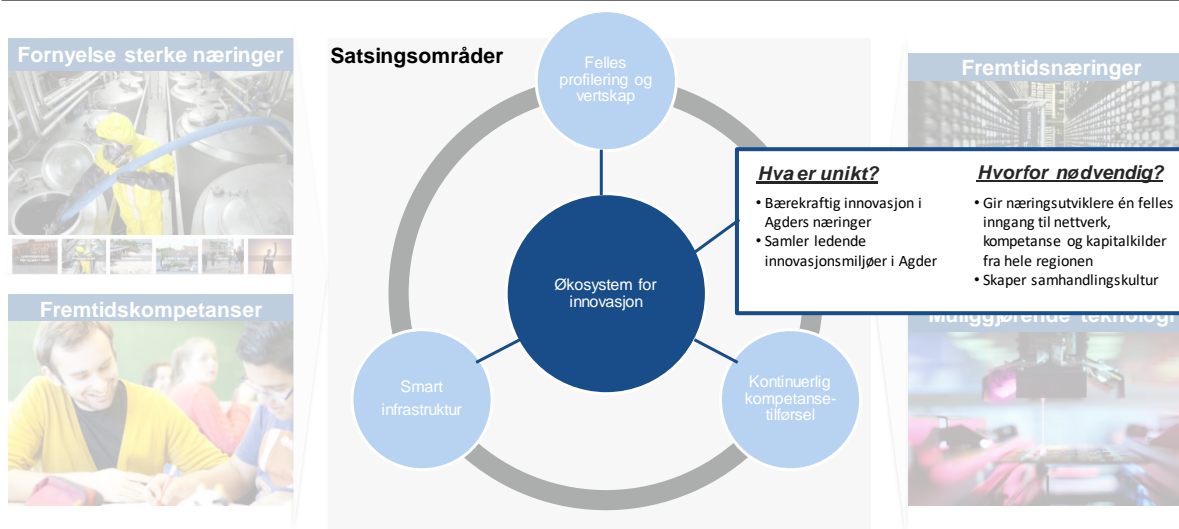 Fornyelse sterke næringer
Satsingsområder
Felles
profilering og
vertskap
Fremtidsnæringer
Hva er unikt?
• Bærekraftig innovasjon i
Agders næringer
• Samler ledende
innovasjonsmiljøer i Agder
Hvorfor nødvendig?
• Gir næringsutviklere én felles
inngang til nettverk,
kompetanse og kapitalkilder
fra hele regionen
• Skaper samhandlingskultur
Økosystem for
innovasjon
Fremtidskompetanser
Muliggjørende teknologi
Smart
infrastruktur
Kontinuerlig
kompetanse-
tilførsel